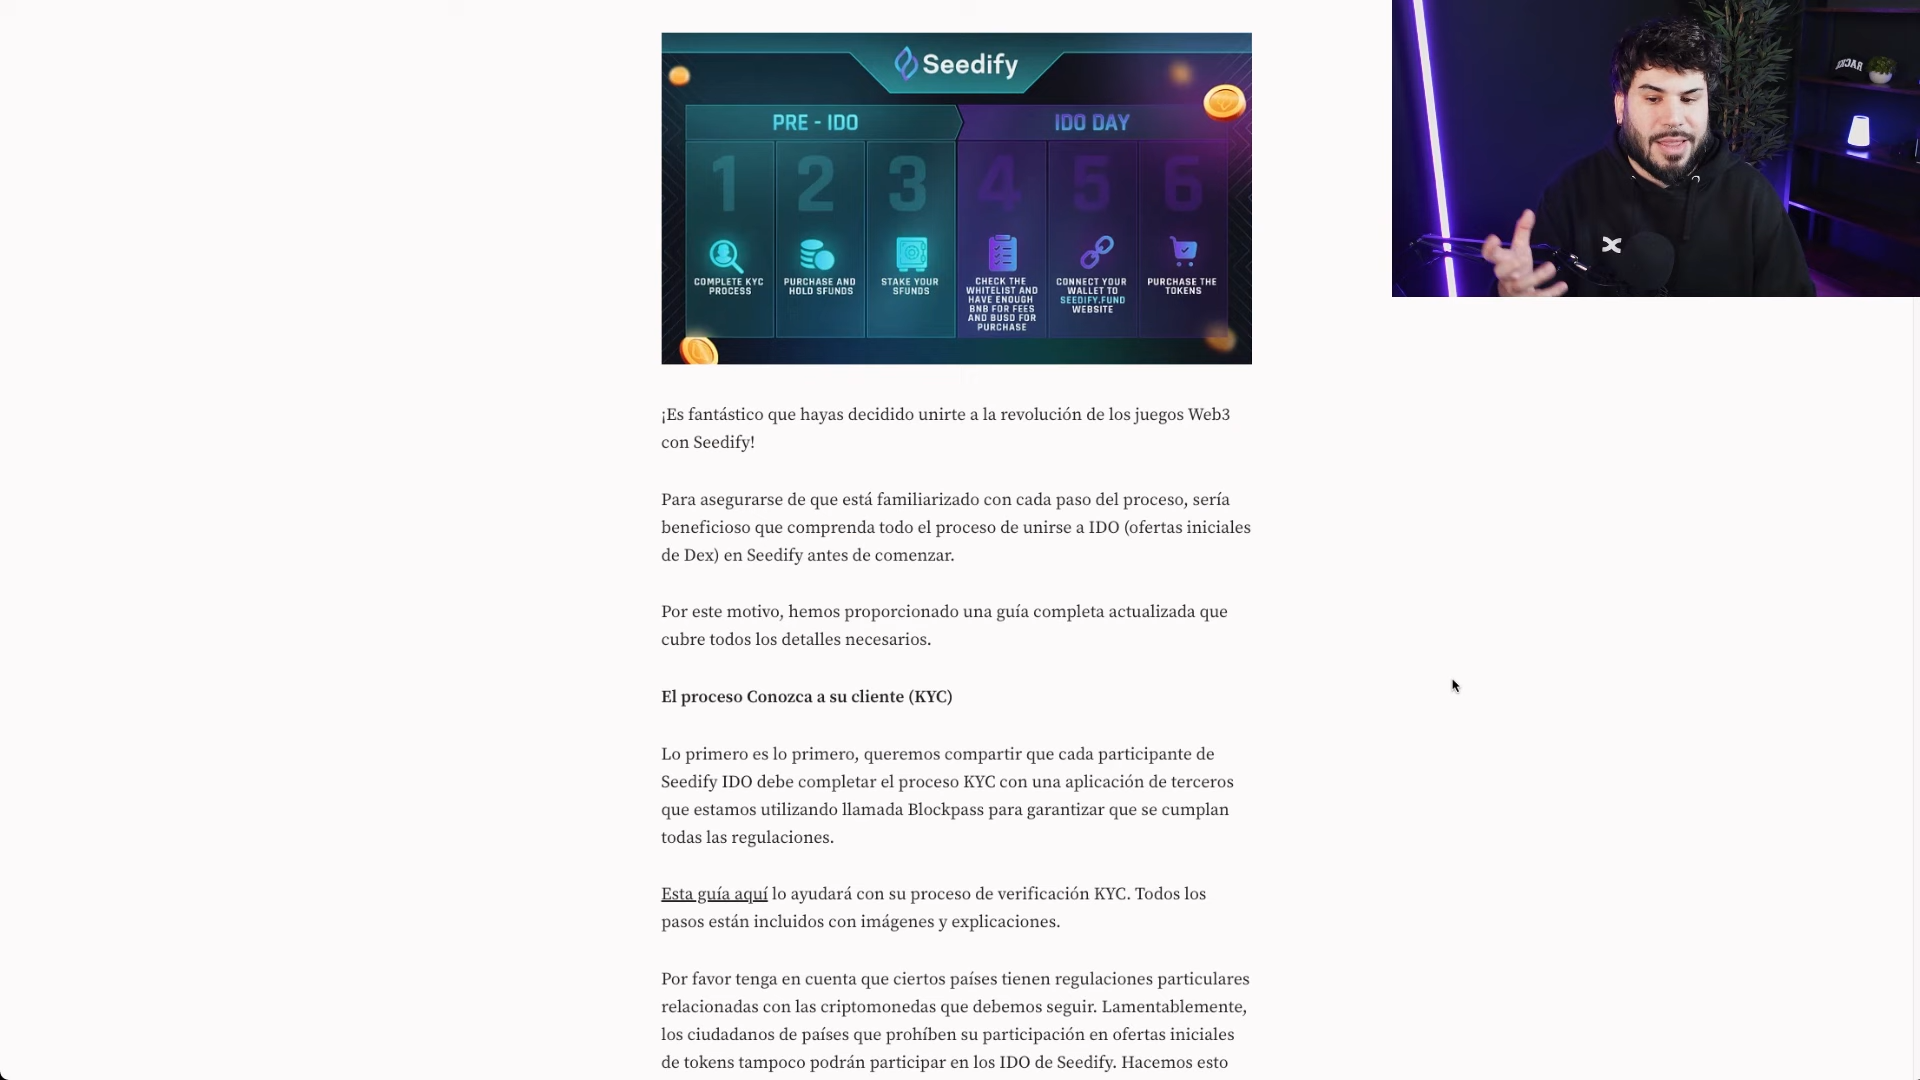 Seedify
PRE - IDO
IDO DAY
1
2
3
4
5
6
COMPLETE KYC
PROCESS
PURCHASE AND
HOLD SFUNDS
STAKE YOUR
SFUNDS
CHECK THE
WHITELIST AND
HAVE ENOUGH
BNB FOR FEES
AND BUSD FOR
PURCHASE
CONNECT YOUR
WALLET TO
SEEDIFY.FUND
WEBSITE
PURCHASE THE
TOKENS
¡Es fantástico que hayas decidido unirte a la revolución de los juegos Web3
con Seedify!
Para asegurarse de que está familiarizado con cada paso del proceso, sería
beneficioso que comprenda todo el proceso de unirse a IDO (ofertas iniciales
de Dex) en Seedify antes de comenzar.
Por este motivo, hemos proporcionado una guía completa actualizada que
cubre todos los detalles necesarios.
El proceso Conozca a su cliente (KYC)
Lo primero es lo primero, queremos compartir que cada participante de
Seedify IDO debe completar el proceso KYC con una aplicación de terceros
que estamos utilizando llamada Blockpass para garantizar que se cumplan
todas las regulaciones.
Esta guía aquí lo ayudará con su proceso de verificación KYC. Todos los
pasos están incluidos con imágenes y explicaciones.
Por favor tenga en cuenta que ciertos países tienen regulaciones particulares
relacionadas con las criptomonedas que debemos seguir. Lamentablemente,
los ciudadanos de países que prohíben su participación en ofertas iniciales
de tokens tampoco podrán participar en los IDO de Seedify. Hacemos esto